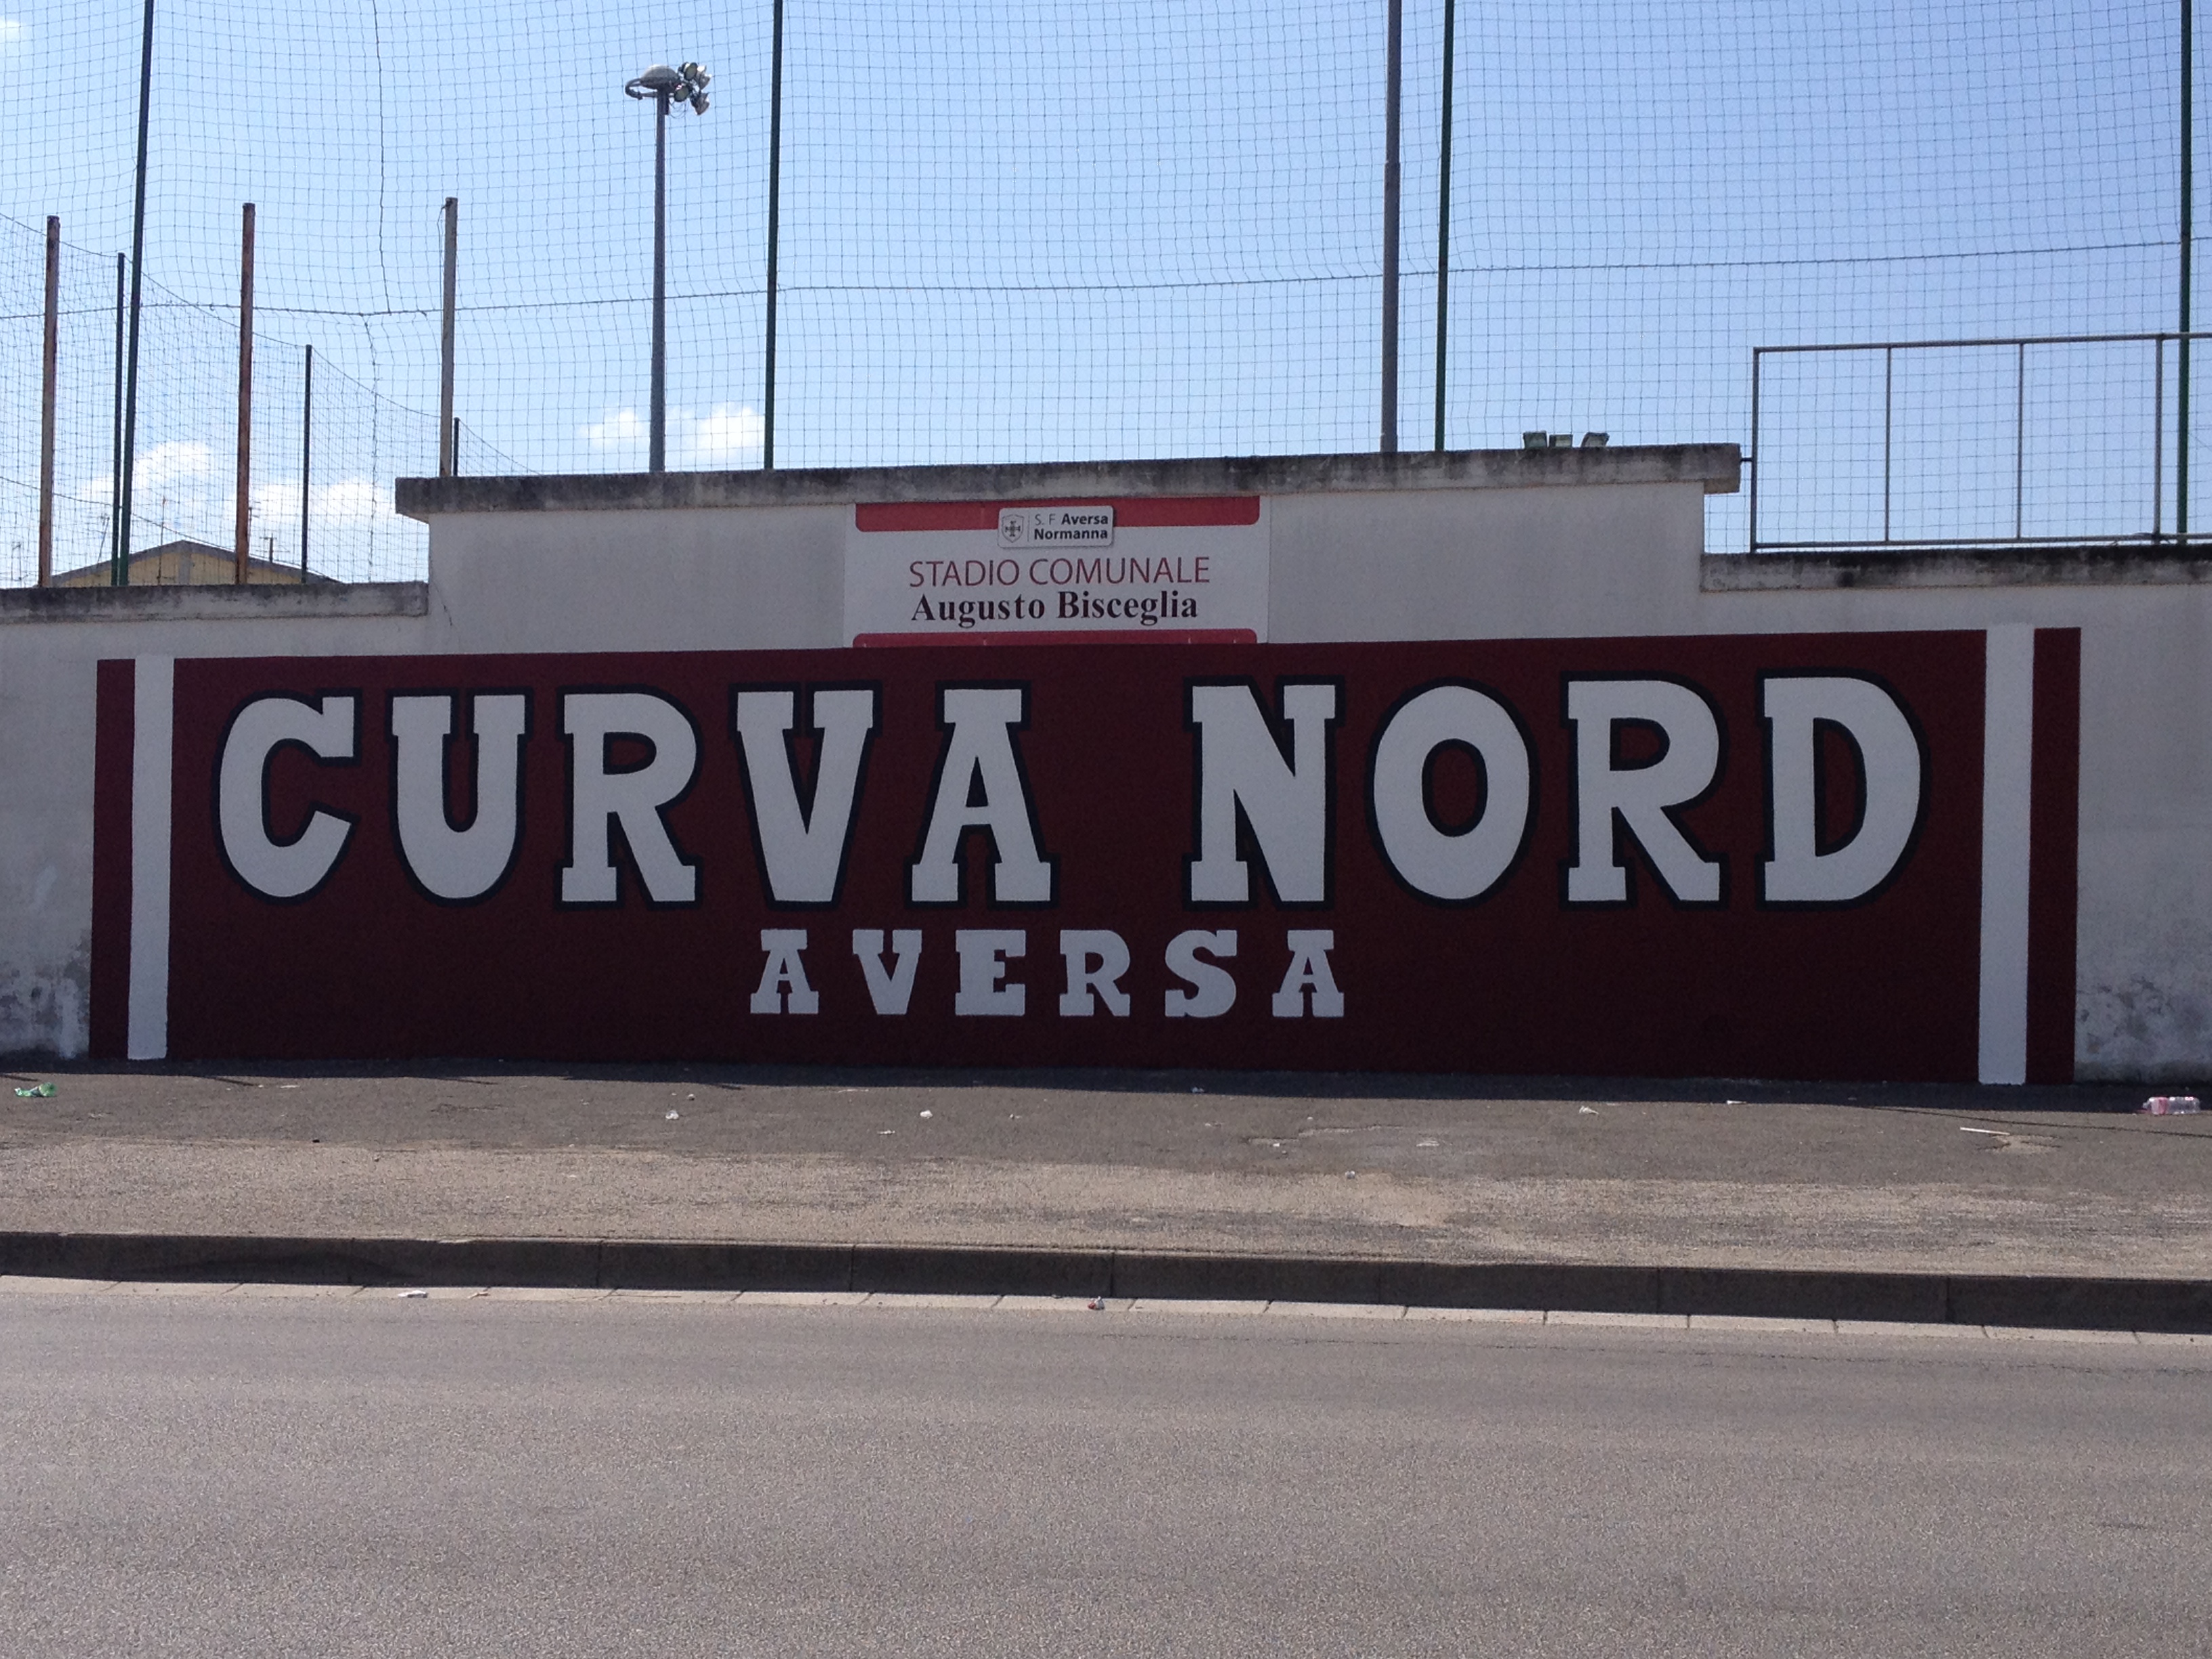 S. F Aversa
Normanna
STADIO COMUNALE
Augusto Bisceglia
CURVA NORD
AVERSA